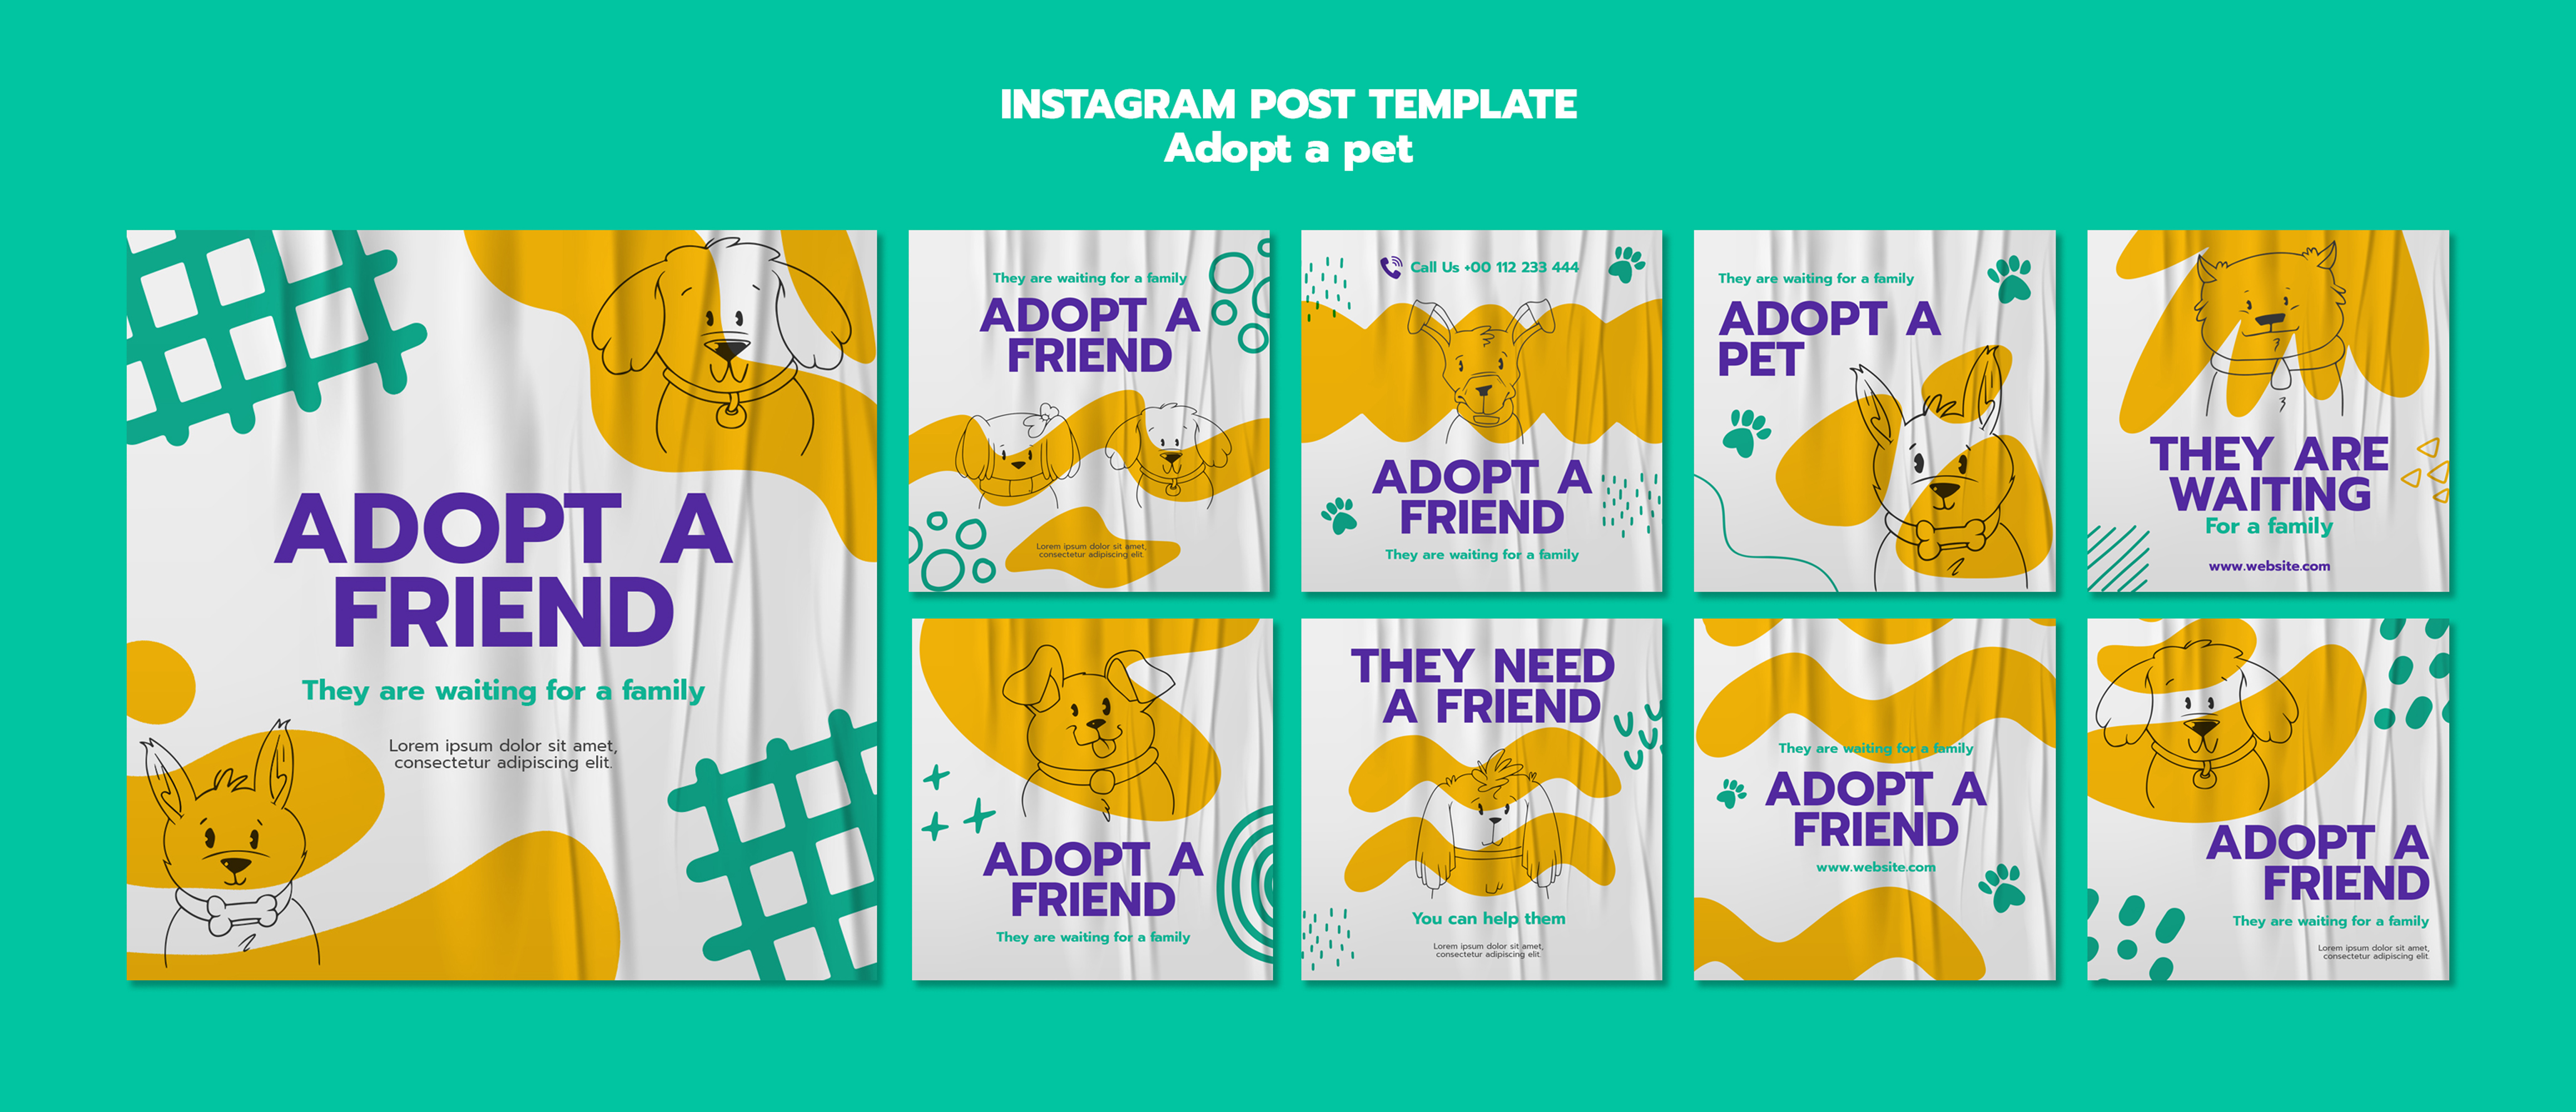 INSTAGRAM POST TEMPLATE
Adopt a pet
ADOPT A
FRIEND
They are waiting for a family
Lorem ipsum dolor sit amet,
consectetur adipiscing elit.
They are waiting for a family
ADOPT A
FRIEND
Lorem ipsum dolor sit amet,
consectetur adipiscing elit.
Call Us +00 112 233 444
ADOPT A
FRIEND
They are waiting for a family
They are waiting for a family
ADOPT A
PET
THEY ARE
WAITING
For a family
www.website.com
ADOPT A
FRIEND
They are waiting for a family
THEY NEED
A FRIEND
You can help them
Lorem ipsum dolor sit amet,
consectetur adipiscing elit.
They are waiting for a family
ADOPT A
FRIEND
www.website.com
ADOPT A
FRIEND
They are waiting for a family
Lorem ipsum dolor sit amet,
consectetur adipiscing elit.